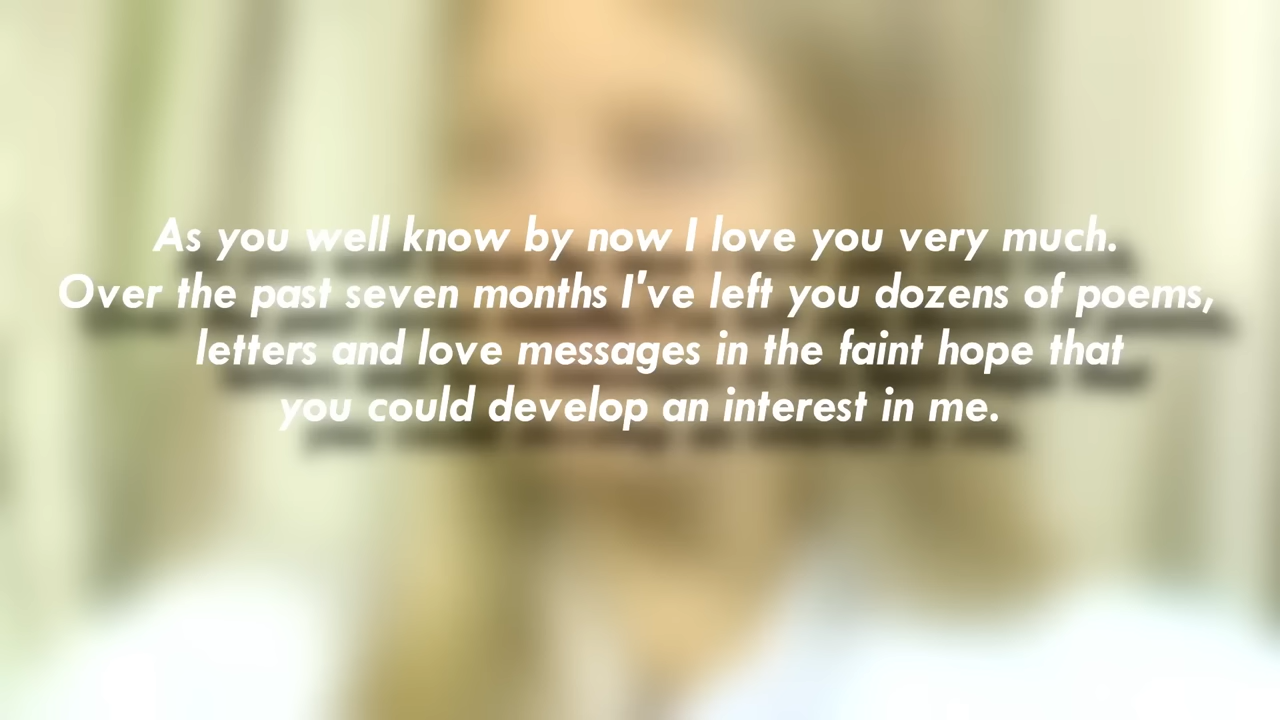 As you well know by now I love you very much.
Over the past seven months I've left you dozens of poems,
letters and love messages in the faint hope that
you could develop an interest in me.